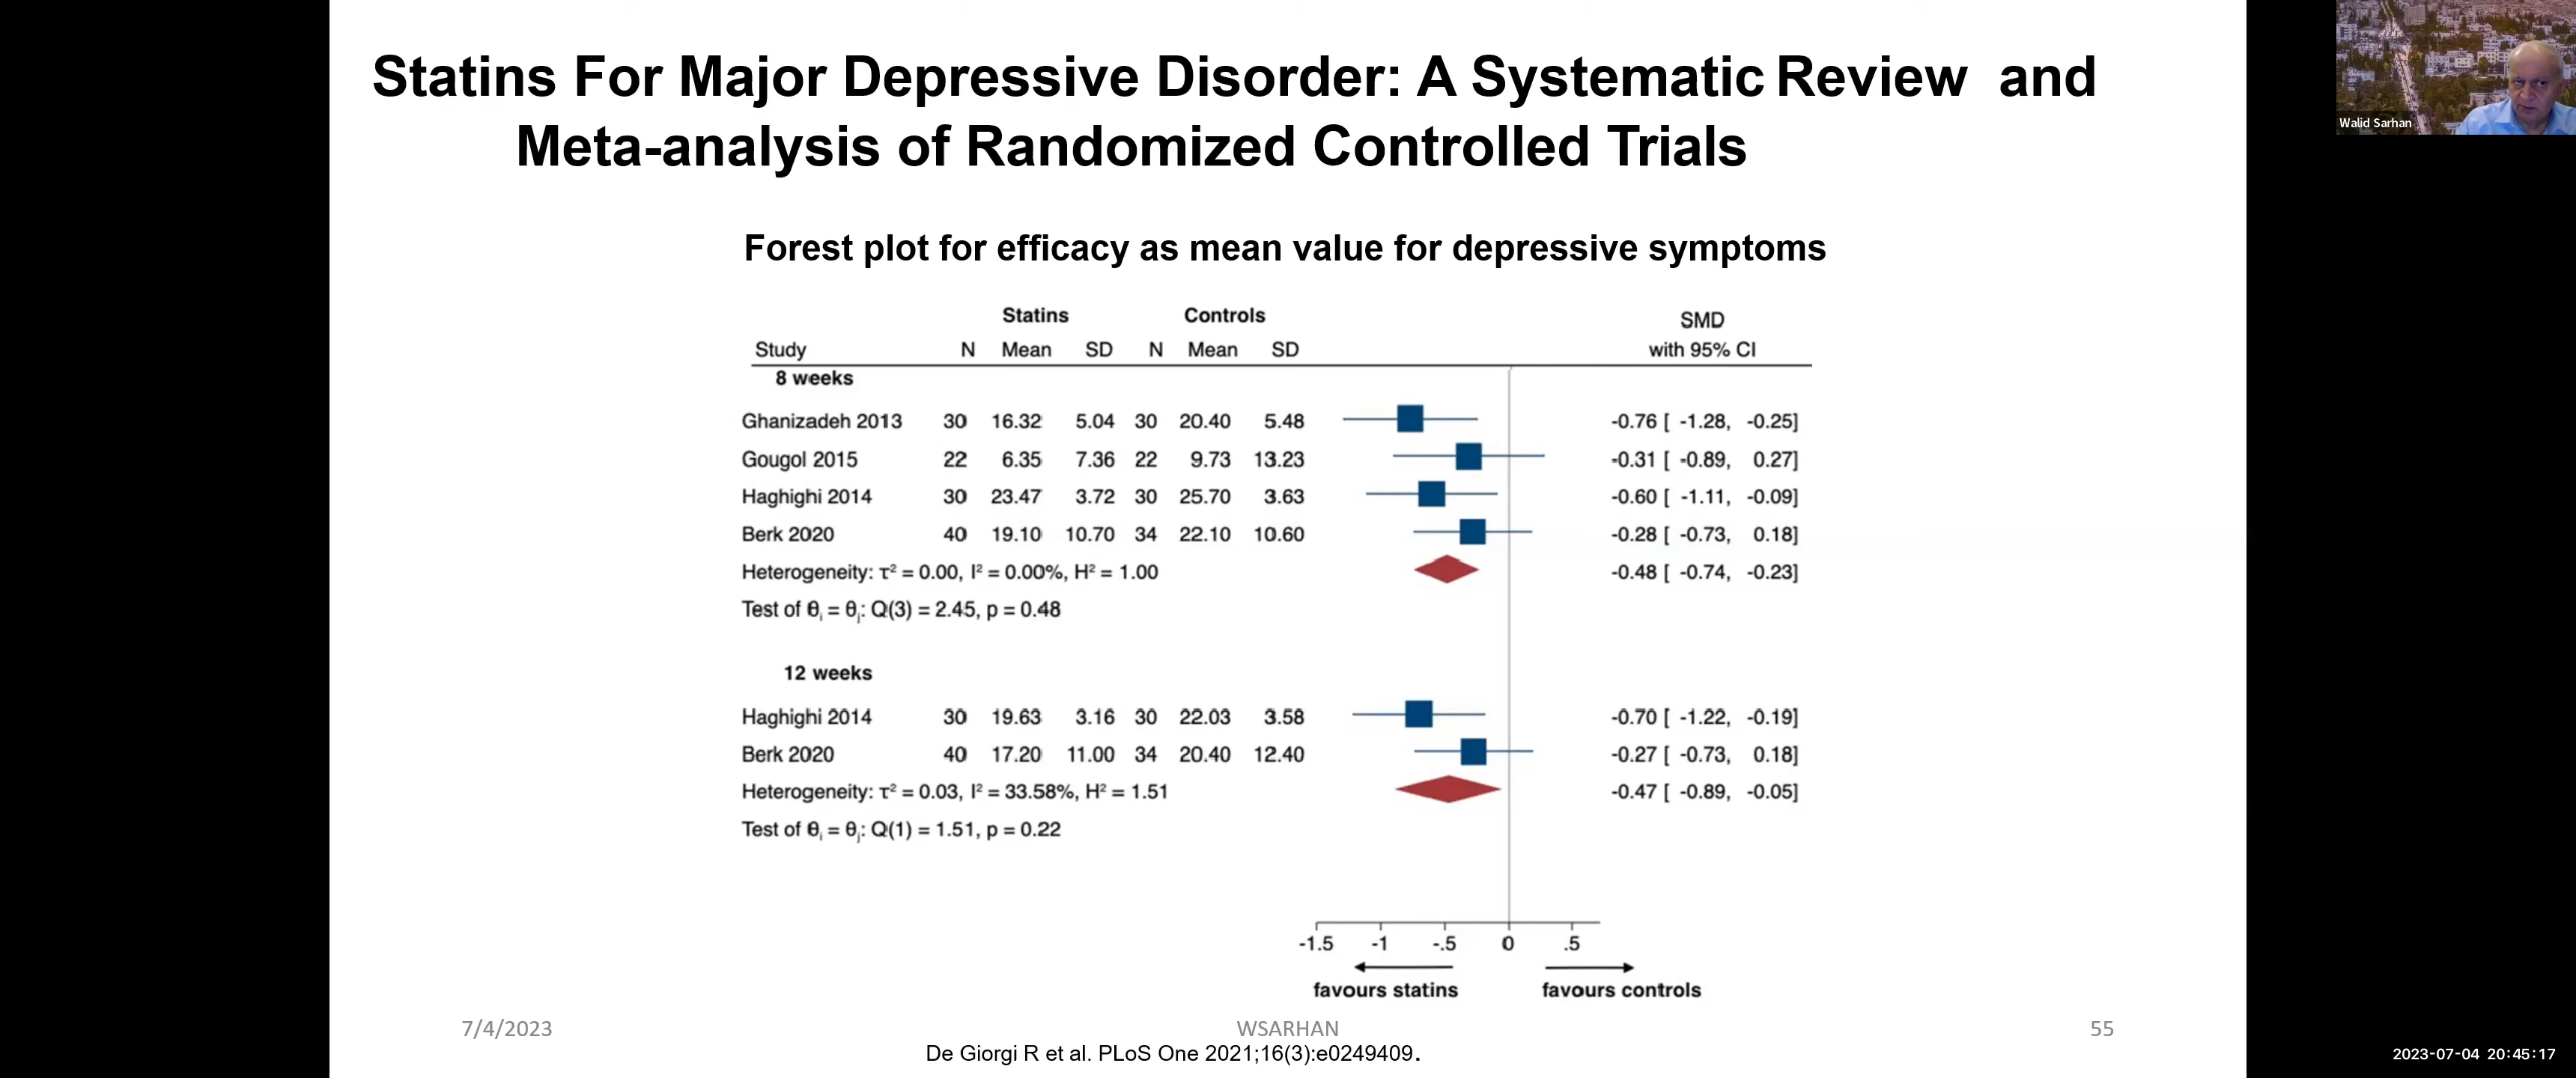 Statins For Major Depressive Disorder: A Systematic Review and
Meta-analysis of Randomized Controlled Trials
Walid Sarhan
Forest plot for efficacy as mean value for depressive symptoms
Statins Controls SMD
Study N Mean SD N Mean SD with 95% CI
8 weeks
Ghanizadeh 2013 30 16.32 5.04 30 20.40 5.48 -0.76 [ -1.28, -0.25]
Gougol 2015 22 6.35 7.36 22 9.73 13.23 -0.31 [ -0.89, 0.27]
Haghighi 2014 30 23.47 3.72 30 25.70 3.63 -0.60 [ -1.11, -0.09]
Berk 2020 40 19.10 10.70 34 22.10 10.60 -0.28 [ -0.73, 0.18]
Heterogeneity: τ² = 0.00, I² = 0.00%, H² = 1.00 -0.48 [ -0.74, -0.23]
Test of θᵢ = θⱼ: Q(3) = 2.45, p = 0.48
12 weeks
Haghighi 2014 30 19.63 3.16 30 22.03 3.58 -0.70 [ -1.22, -0.19]
Berk 2020 40 17.20 11.00 34 20.40 12.40 -0.27 [ -0.73, 0.18]
Heterogeneity: τ² = 0.03, I² = 33.58%, H² = 1.51 -0.47 [ -0.89, -0.05]
Test of θᵢ = θⱼ: Q(1) = 1.51, p = 0.22
-1.5 -1 -.5 0 .5
favours statins favours controls
7/4/2023 WSARHAN 55
De Giorgi R et al. PLoS One 2021;16(3):e0249409.
2023-07-04 20:45:17